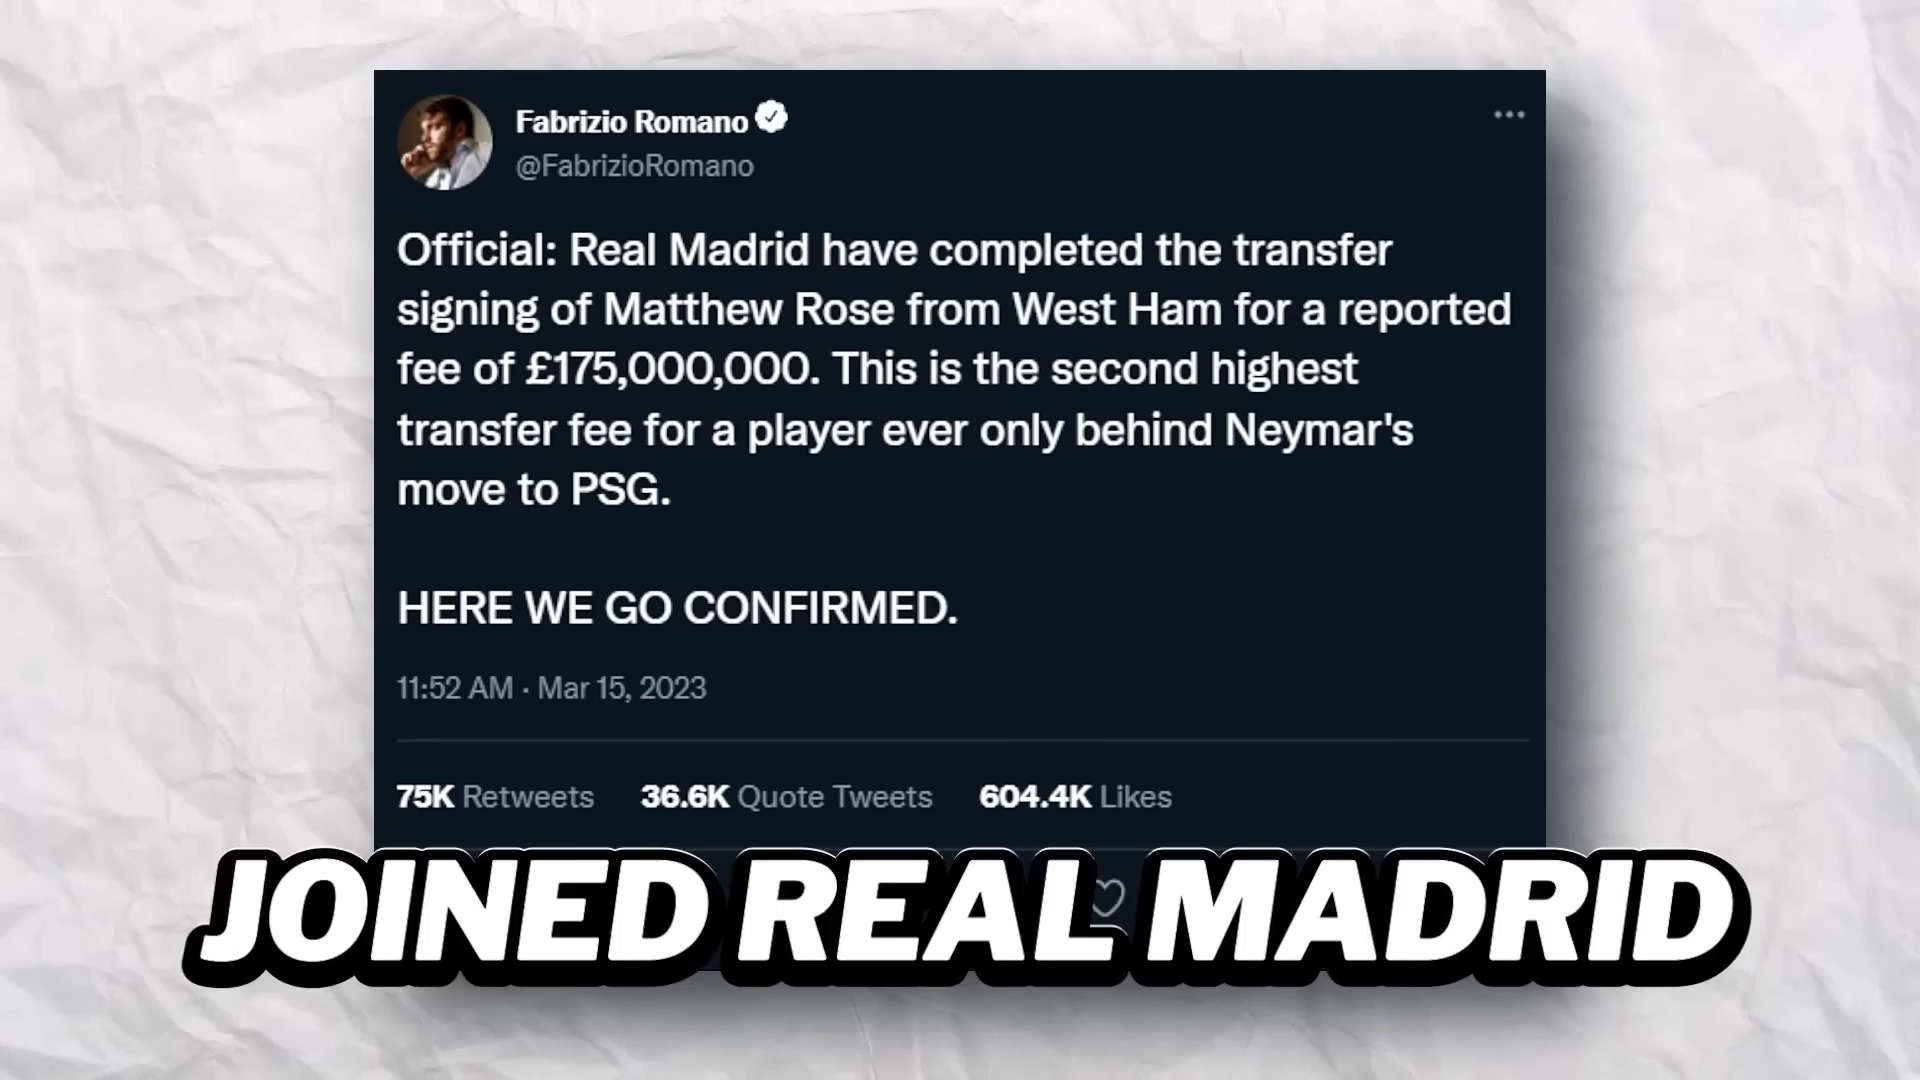 Fabrizio Romano
@FabrizioRomano
Official: Real Madrid have completed the transfer
signing of Matthew Rose from West Ham for a reported
fee of £175,000,000. This is the second highest
transfer fee for a player ever only behind Neymar's
move to PSG.
HERE WE GO CONFIRMED.
11:52 AM · Mar 15, 2023
75K Retweets 36.6K Quote Tweets 604.4K Likes
JOINED REAL MADRID